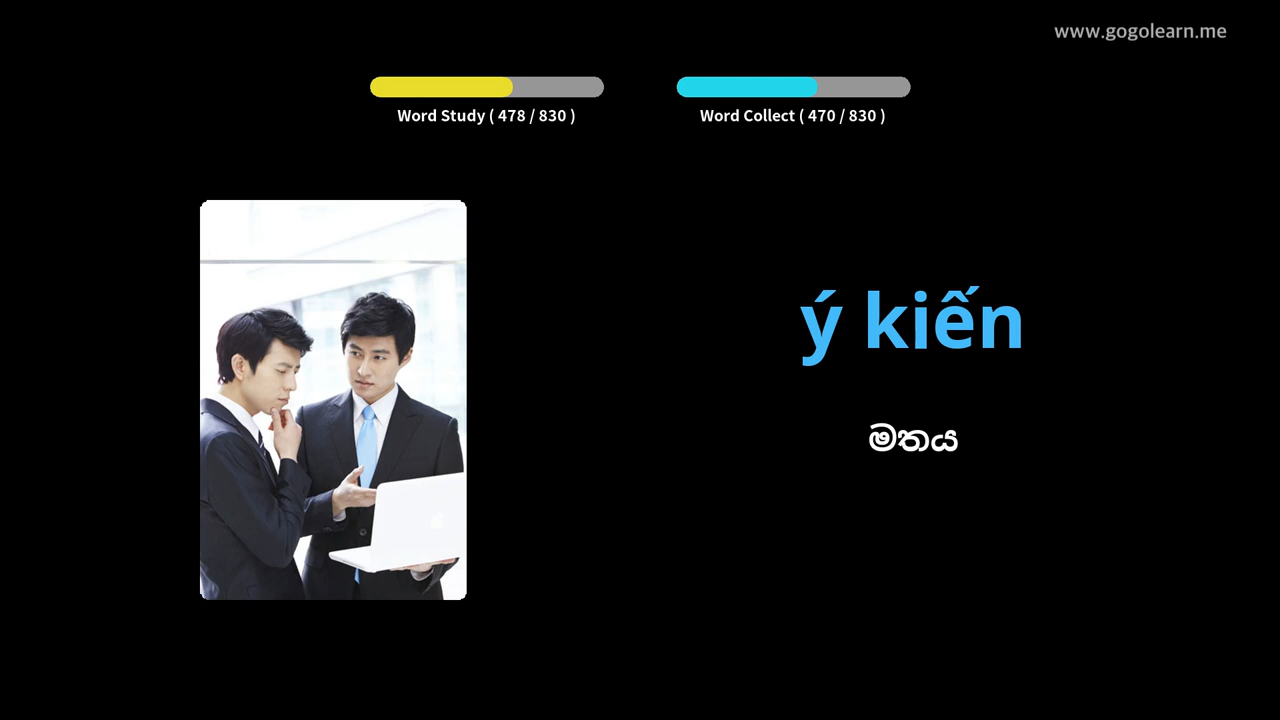 www.gogolearn.me
Word Study ( 478 / 830 )
Word Collect ( 470 / 830 )
ý kiến
මතය